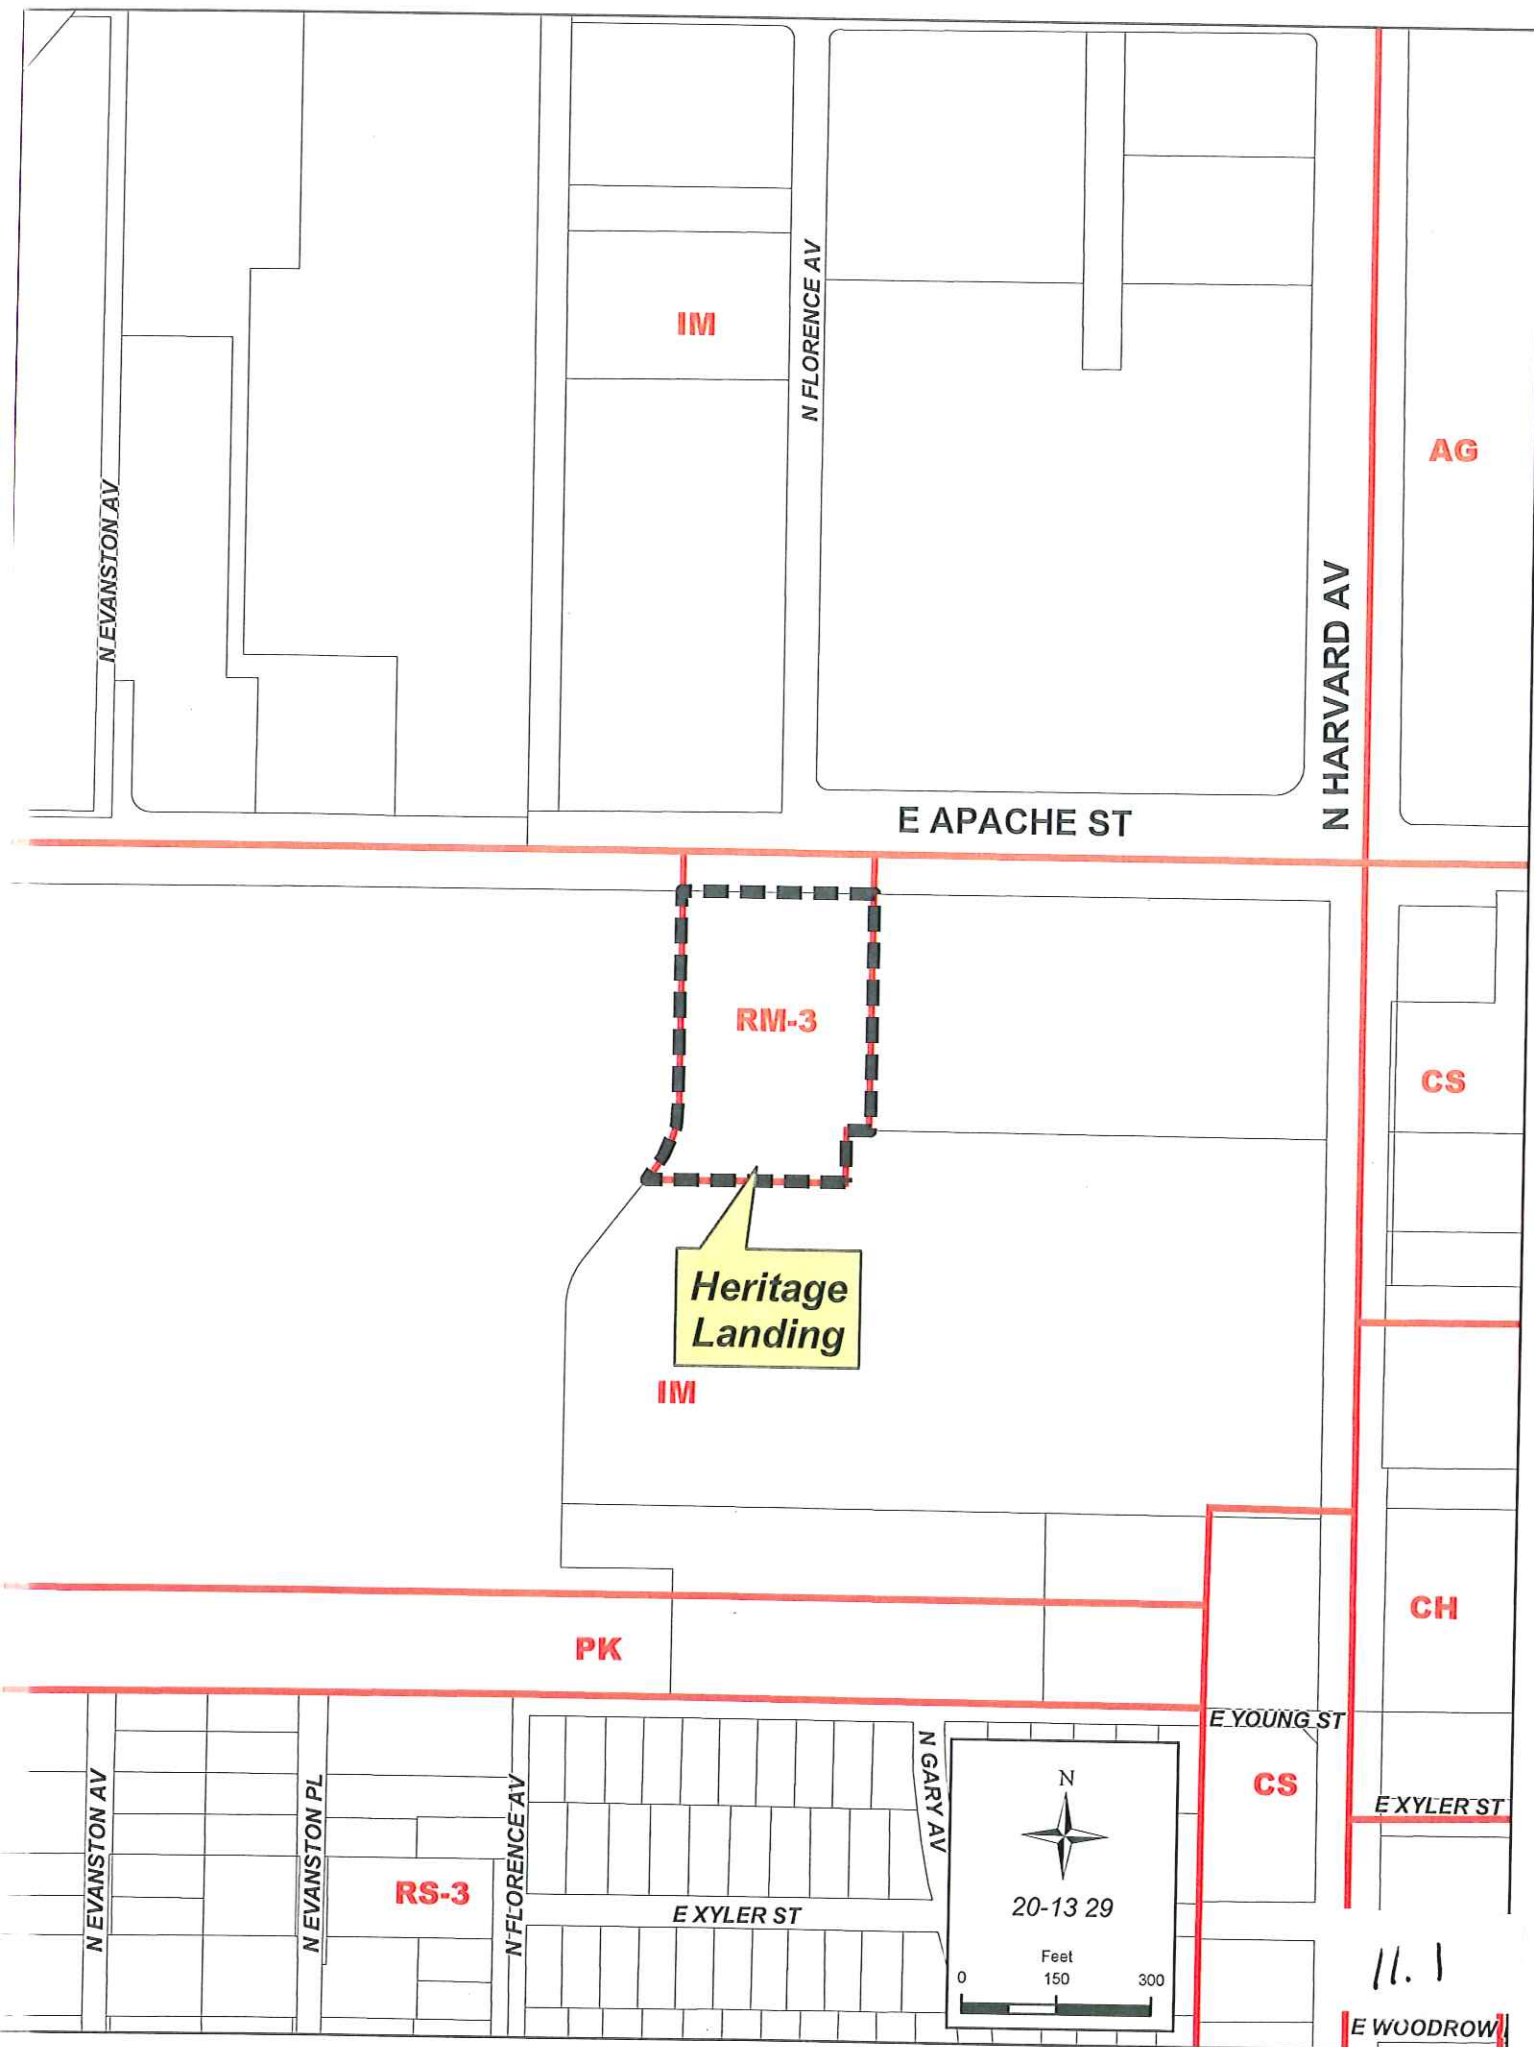 N FLORENCE AV
IM
AG
N EVANSTON AV
N HARVARD AV
E APACHE ST
RM-3
CS
Heritage
Landing
IM
CH
PK
E YOUNG ST
N GARY AV
CS
N EVANSTON AV
N EVANSTON PL
N FLORENCE AV
E XYLER ST
RS-3
E XYLER ST
N
20-13 29
Feet
0 150 300
11.1
E WOODROW